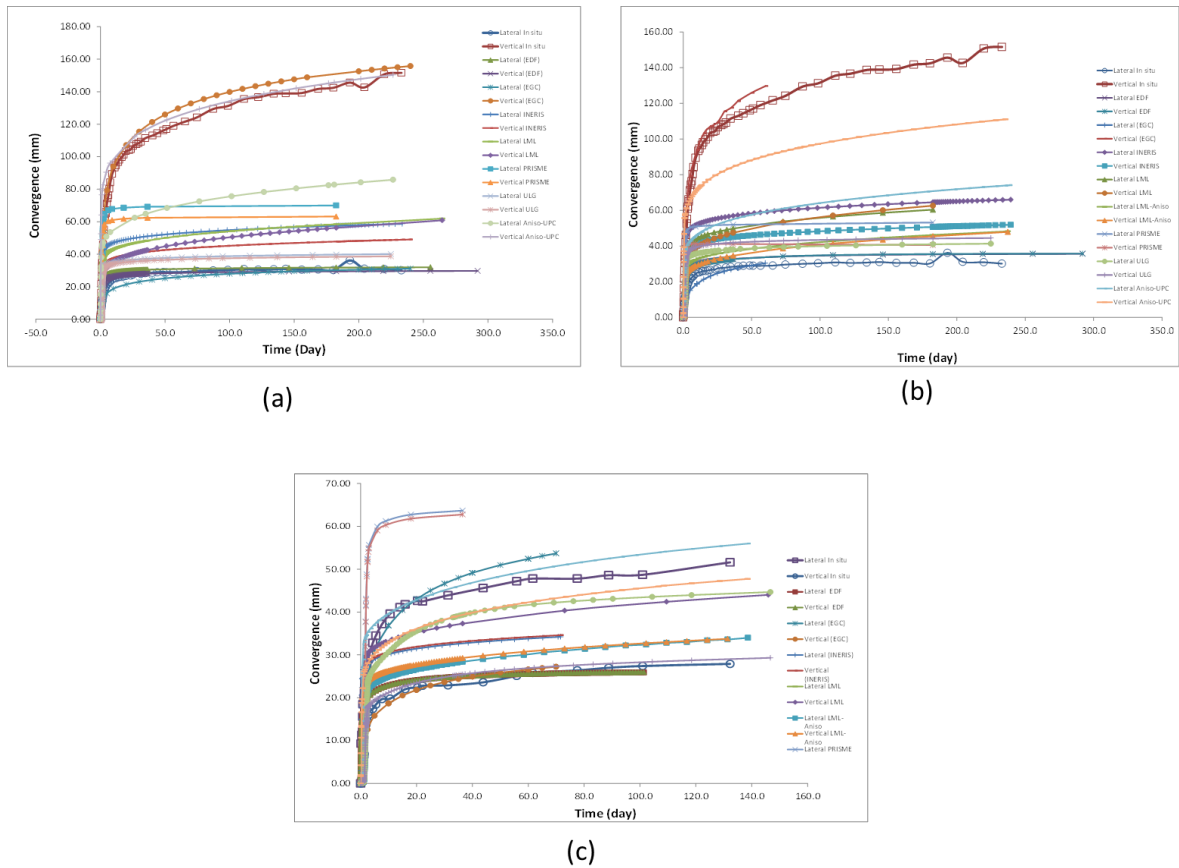 180.00
160.00
140.00
120.00
100.00
80.00
60.00
40.00
20.00
0.00
Convergence (mm)
-50.0 0.0 50.0 100.0 150.0 200.0 250.0 300.0 350.0
Time (Day)
Lateral In situ
Vertical In situ
Lateral (EDF)
Vertical (EDF)
Lateral (EGC)
Vertical (EGC)
Lateral INERIS
Vertical INERIS
Lateral LML
Vertical LML
Lateral PRISME
Vertical PRISME
Lateral ULG
Vertical ULG
Lateral Aniso-UPC
Vertical Aniso-UPC
(a)
160.00
140.00
120.00
100.00
80.00
60.00
40.00
20.00
0.00
Convergence (mm)
0.0 50.0 100.0 150.0 200.0 250.0 300.0 350.0
Time (day)
Lateral In situ
Vertical In situ
Lateral EDF
Vertical EDF
Lateral (EGC)
Vertical (EGC)
Lateral INERIS
Vertical INERIS
Lateral LML
Vertical LML
Lateral LML-Aniso
Vertical LML-Aniso
Lateral PRISME
Vertical PRISME
Lateral ULG
Vertical ULG
Lateral Aniso-UPC
Vertical Aniso-UPC
(b)
70.00
60.00
50.00
40.00
30.00
20.00
10.00
0.00
Convergence (mm)
0.0 20.0 40.0 60.0 80.0 100.0 120.0 140.0 160.0
Time (day)
Lateral In situ
Vertical In situ
Lateral EDF
Vertical EDF
Lateral (EGC)
Vertical (EGC)
Lateral (INERIS)
Vertical
(INERIS)
Lateral LML
Vertical LML
Lateral LML-
Aniso
Vertical LML-
Aniso
Lateral PRISME
(c)